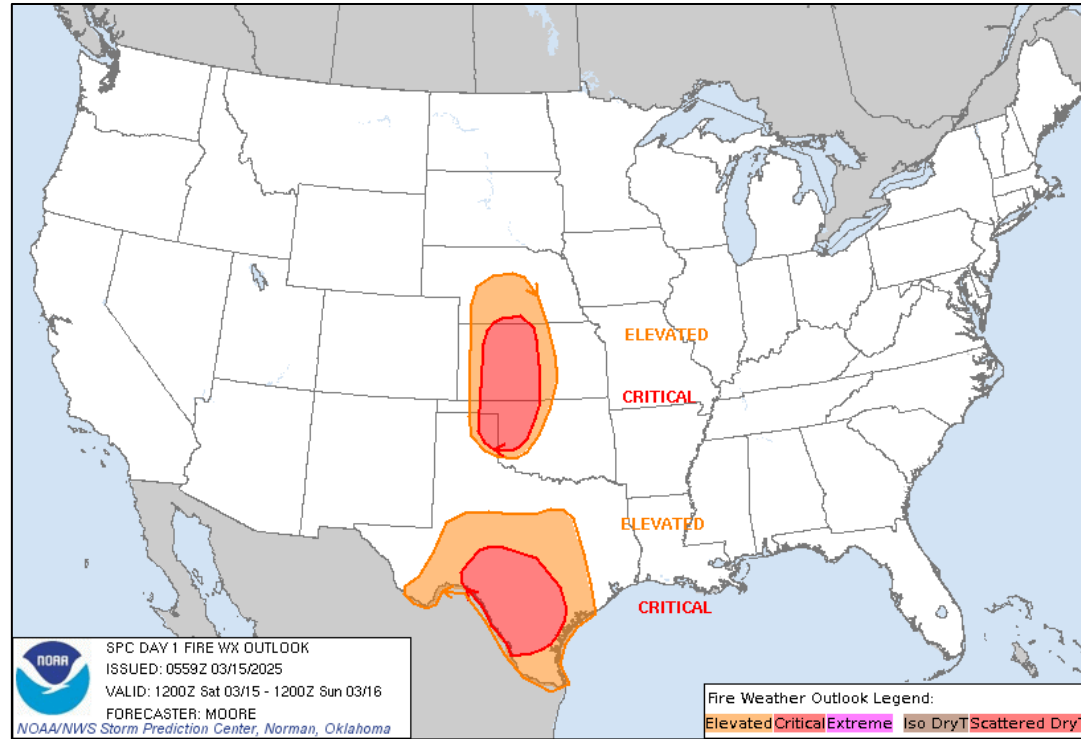 ELEVATED
CRITICAL
ELEVATED
CRITICAL
NOAA
SPC DAY 1 FIRE WX OUTLOOK
ISSUED: 0559Z 03/15/2025
VALID: 1200Z Sat 03/15 - 1200Z Sun 03/16
FORECASTER: MOORE
NOAA/NWS Storm Prediction Center, Norman, Oklahoma
Fire Weather Outlook Legend:
Elevated Critical Extreme Iso DryT Scattered DryT